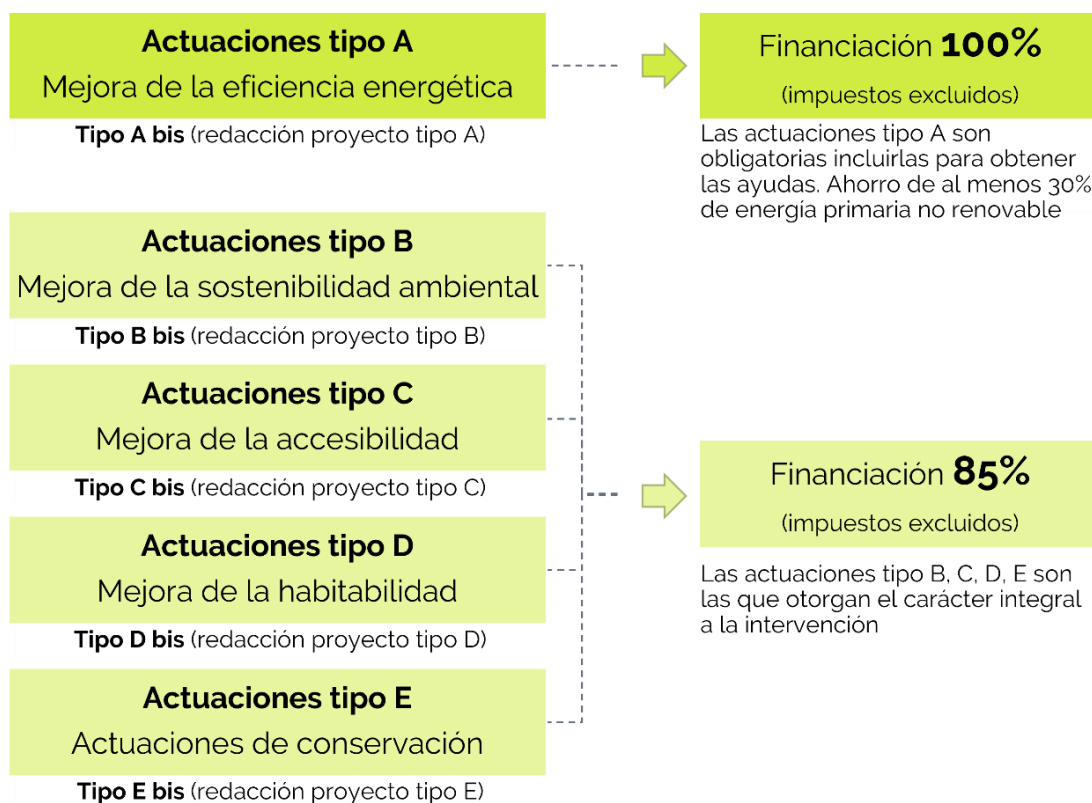 Actuaciones tipo A
Mejora de la eficiencia energética
Tipo A bis (redacción proyecto tipo A)
Financiación 100%
(impuestos excluidos)
Las actuaciones tipo A son
obligatorias incluirlas para obtener
las ayudas. Ahorro de al menos 30%
de energía primaria no renovable
Actuaciones tipo B
Mejora de la sostenibilidad ambiental
Tipo B bis (redacción proyecto tipo B)
Actuaciones tipo C
Mejora de la accesibilidad
Tipo C bis (redacción proyecto tipo C)
Actuaciones tipo D
Mejora de la habitabilidad
Tipo D bis (redacción proyecto tipo D)
Actuaciones tipo E
Actuaciones de conservación
Tipo E bis (redacción proyecto tipo E)
Financiación 85%
(impuestos excluidos)
Las actuaciones tipo B, C, D, E son
las que otorgan el carácter integral
a la intervención